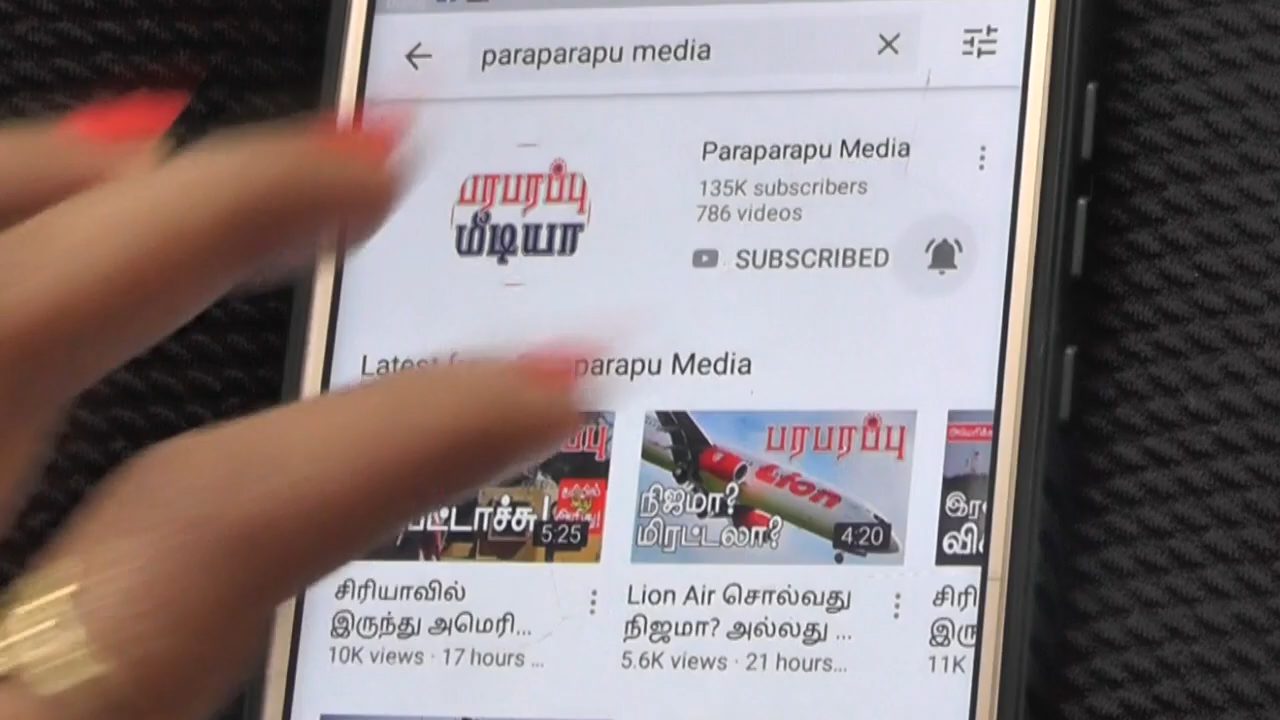 paraparapu media
Paraparapu Media
135K subscribers
786 videos
SUBSCRIBED
பரபரப்பு
மீடியா
Latest parapu Media
பரபரப்பு
Lion
நிஜமா?
மிரட்டலா?
5:25
4:20
சிரியாவில்
இருந்து அமெரி...
10K views · 17 hours ...
Lion Air சொல்வது
நிஜமா? அல்லது ...
5.6K views · 21 hours...
சிரி
இரு
11K